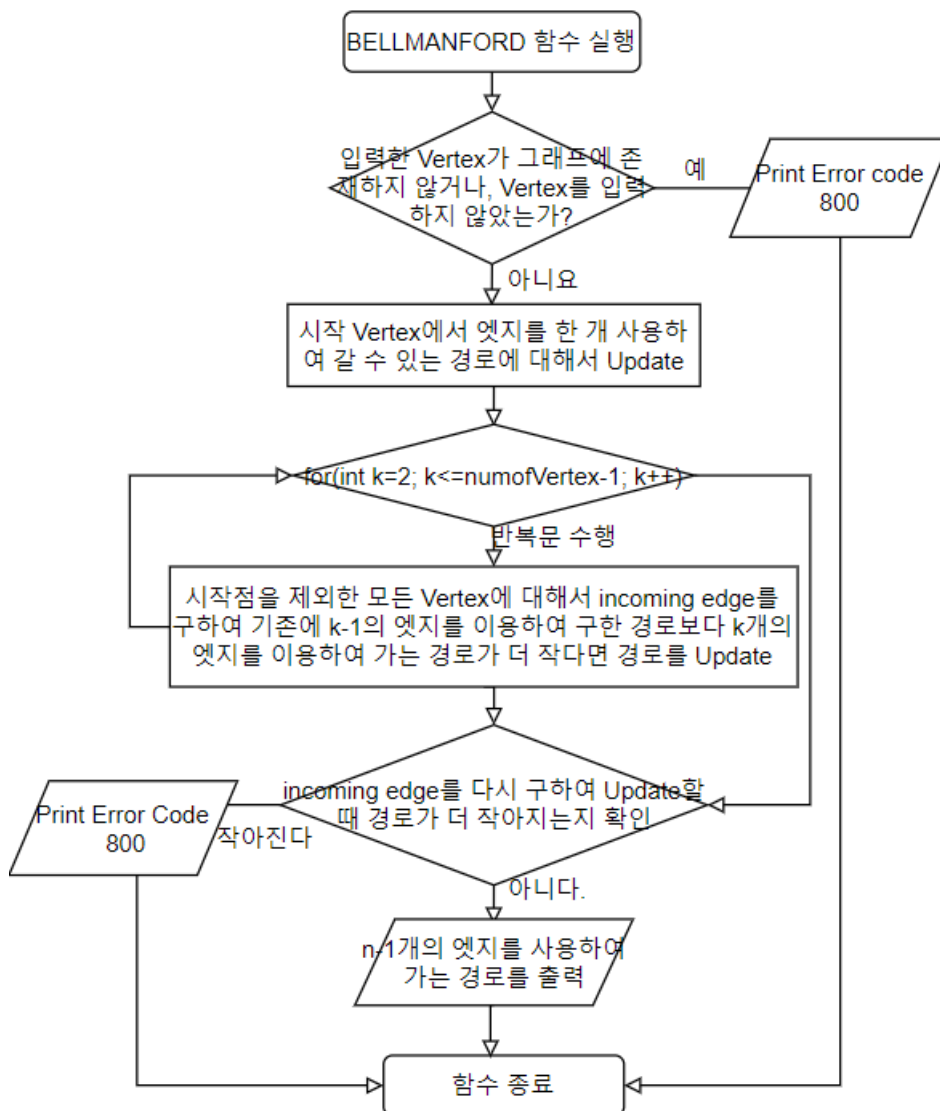 BELLMANFORD 함수 실행
입력한 Vertex가 그래프에 존
재하지 않거나, Vertex를 입력
하지 않았는가?
예
Print Error code
800
아니요
시작 Vertex에서 엣지를 한 개 사용하
여 갈 수 있는 경로에 대해서 Update
for(int k=2; k<=numofVertex-1; k++)
반복문 수행
시작점을 제외한 모든 Vertex에 대해서 incoming edge를
구하여 기존에 k-1의 엣지를 이용하여 구한 경로보다 k개의
엣지를 이용하여 가는 경로가 더 작다면 경로를 Update
incoming edge를 다시 구하여 Update할
때 경로가 더 작아지는지 확인
Print Error Code
800
작아진다
아니다.
n-1개의 엣지를 사용하여
가는 경로를 출력
함수 종료